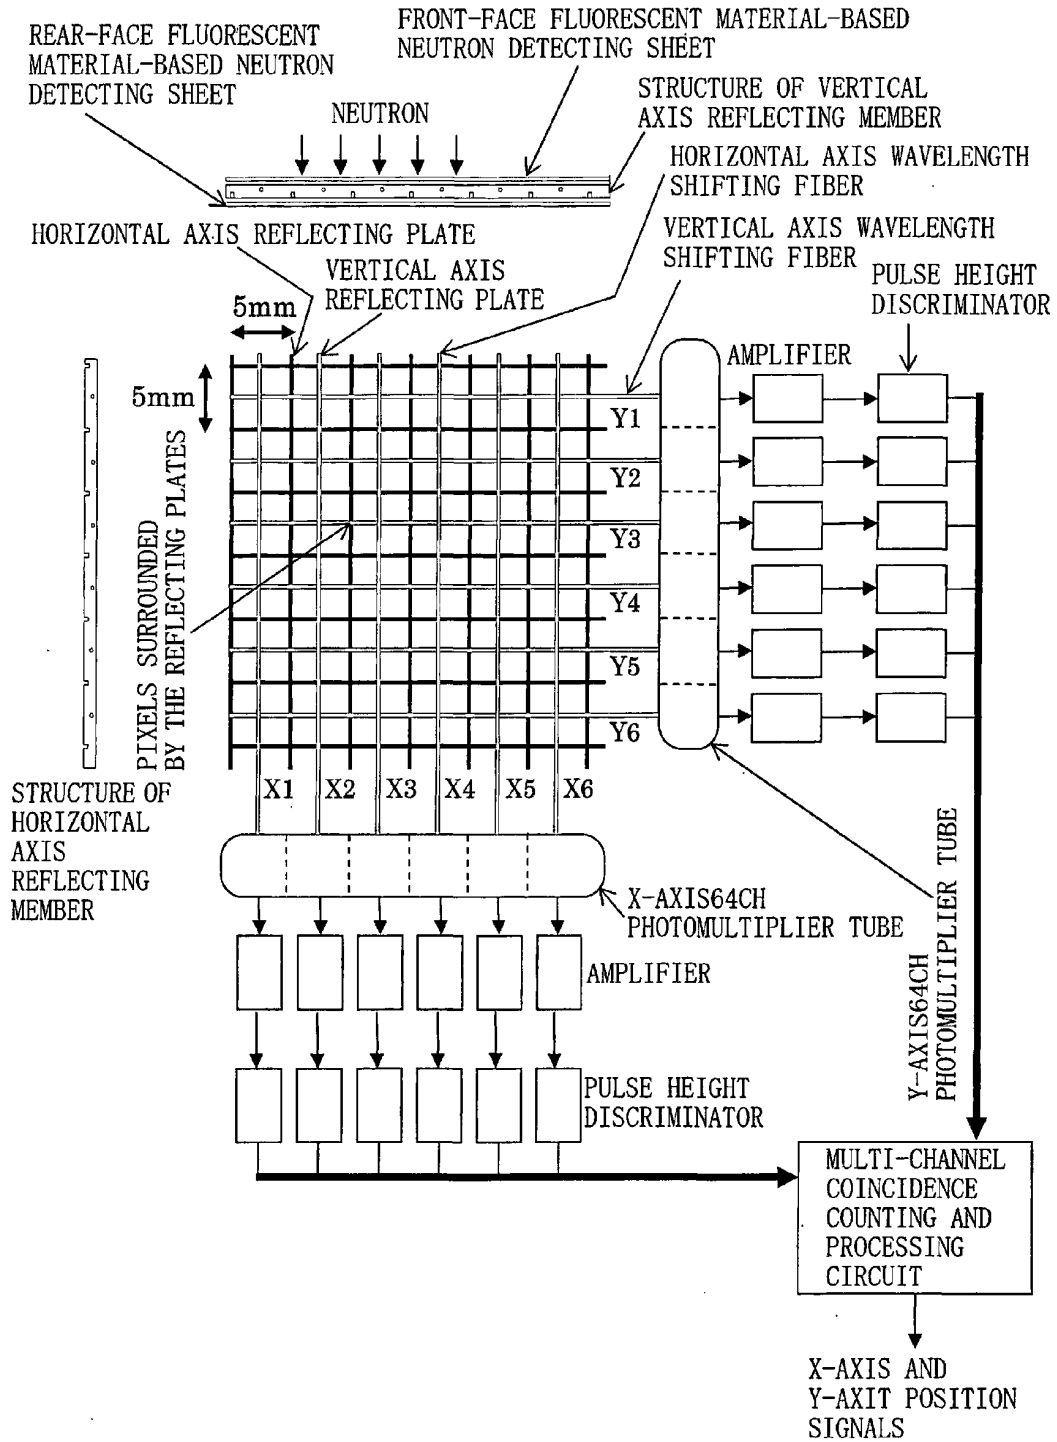 REAR-FACE FLUORESCENT
MATERIAL-BASED NEUTRON
DETECTING SHEET
FRONT-FACE FLUORESCENT MATERIAL-BASED
NEUTRON DETECTING SHEET
NEUTRON
STRUCTURE OF VERTICAL
AXIS REFLECTING MEMBER
HORIZONTAL AXIS WAVELENGTH
SHIFTING FIBER
HORIZONTAL AXIS REFLECTING PLATE
VERTICAL AXIS WAVELENGTH
SHIFTING FIBER
VERTICAL AXIS
REFLECTING PLATE
PULSE HEIGHT
DISCRIMINATOR
5mm
AMPLIFIER
5mm
Y1
Y2
Y3
Y4
Y5
Y6
PIXELS SURROUNDED
BY THE REFLECTING PLATES
X1
X2
X3
X4
X5
X6
STRUCTURE OF
HORIZONTAL
AXIS
REFLECTING
MEMBER
X-AXIS64CH
PHOTOMULTIPLIER TUBE
Y-AXIS64CH
PHOTOMULTIPLIER TUBE
AMPLIFIER
PULSE HEIGHT
DISCRIMINATOR
MULTI-CHANNEL
COINCIDENCE
COUNTING AND
PROCESSING
CIRCUIT
X-AXIS AND
Y-AXIT POSITION
SIGNALS